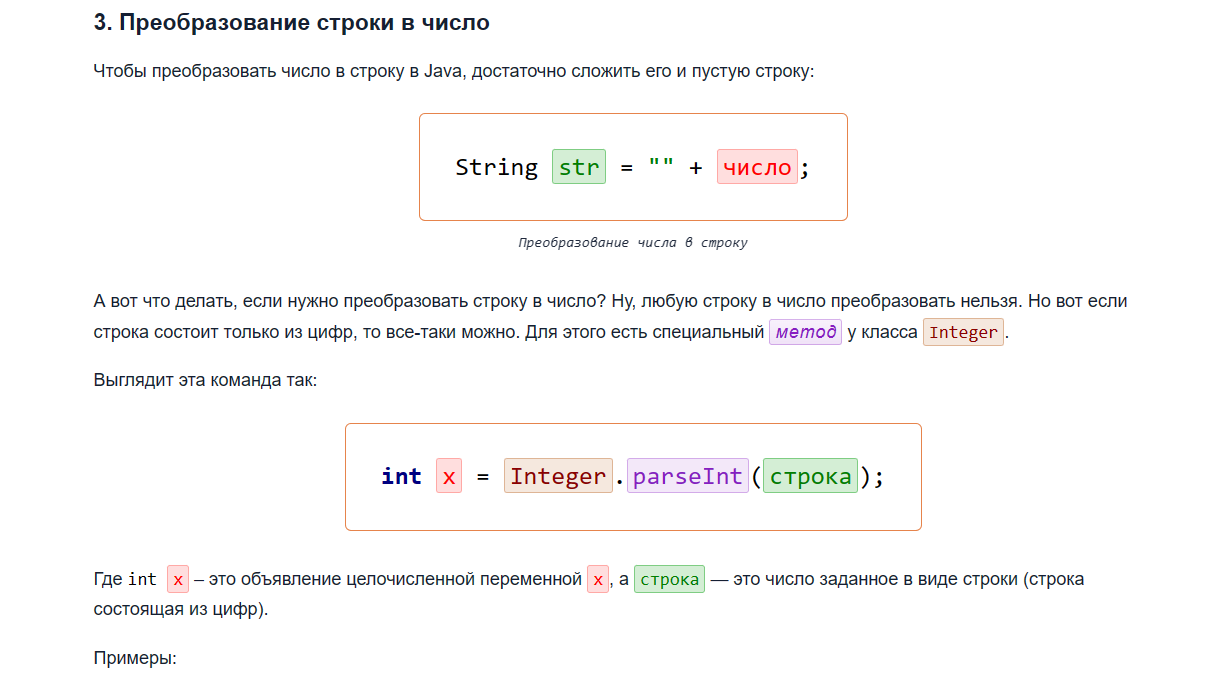 3. Преобразование строки в число
Чтобы преобразовать число в строку в Java, достаточно сложить его и пустую строку:
String str = "" + число;
Преобразование числа в строку
А вот что делать, если нужно преобразовать строку в число? Ну, любую строку в число преобразовать нельзя. Но вот если
строка состоит только из цифр, то все-таки можно. Для этого есть специальный метод у класса Integer.
Выглядит эта команда так:
int x = Integer.parseInt(строка);
Где int x – это объявление целочисленной переменной x, а строка — это число заданное в виде строки (строка
состоящая из цифр).
Примеры: